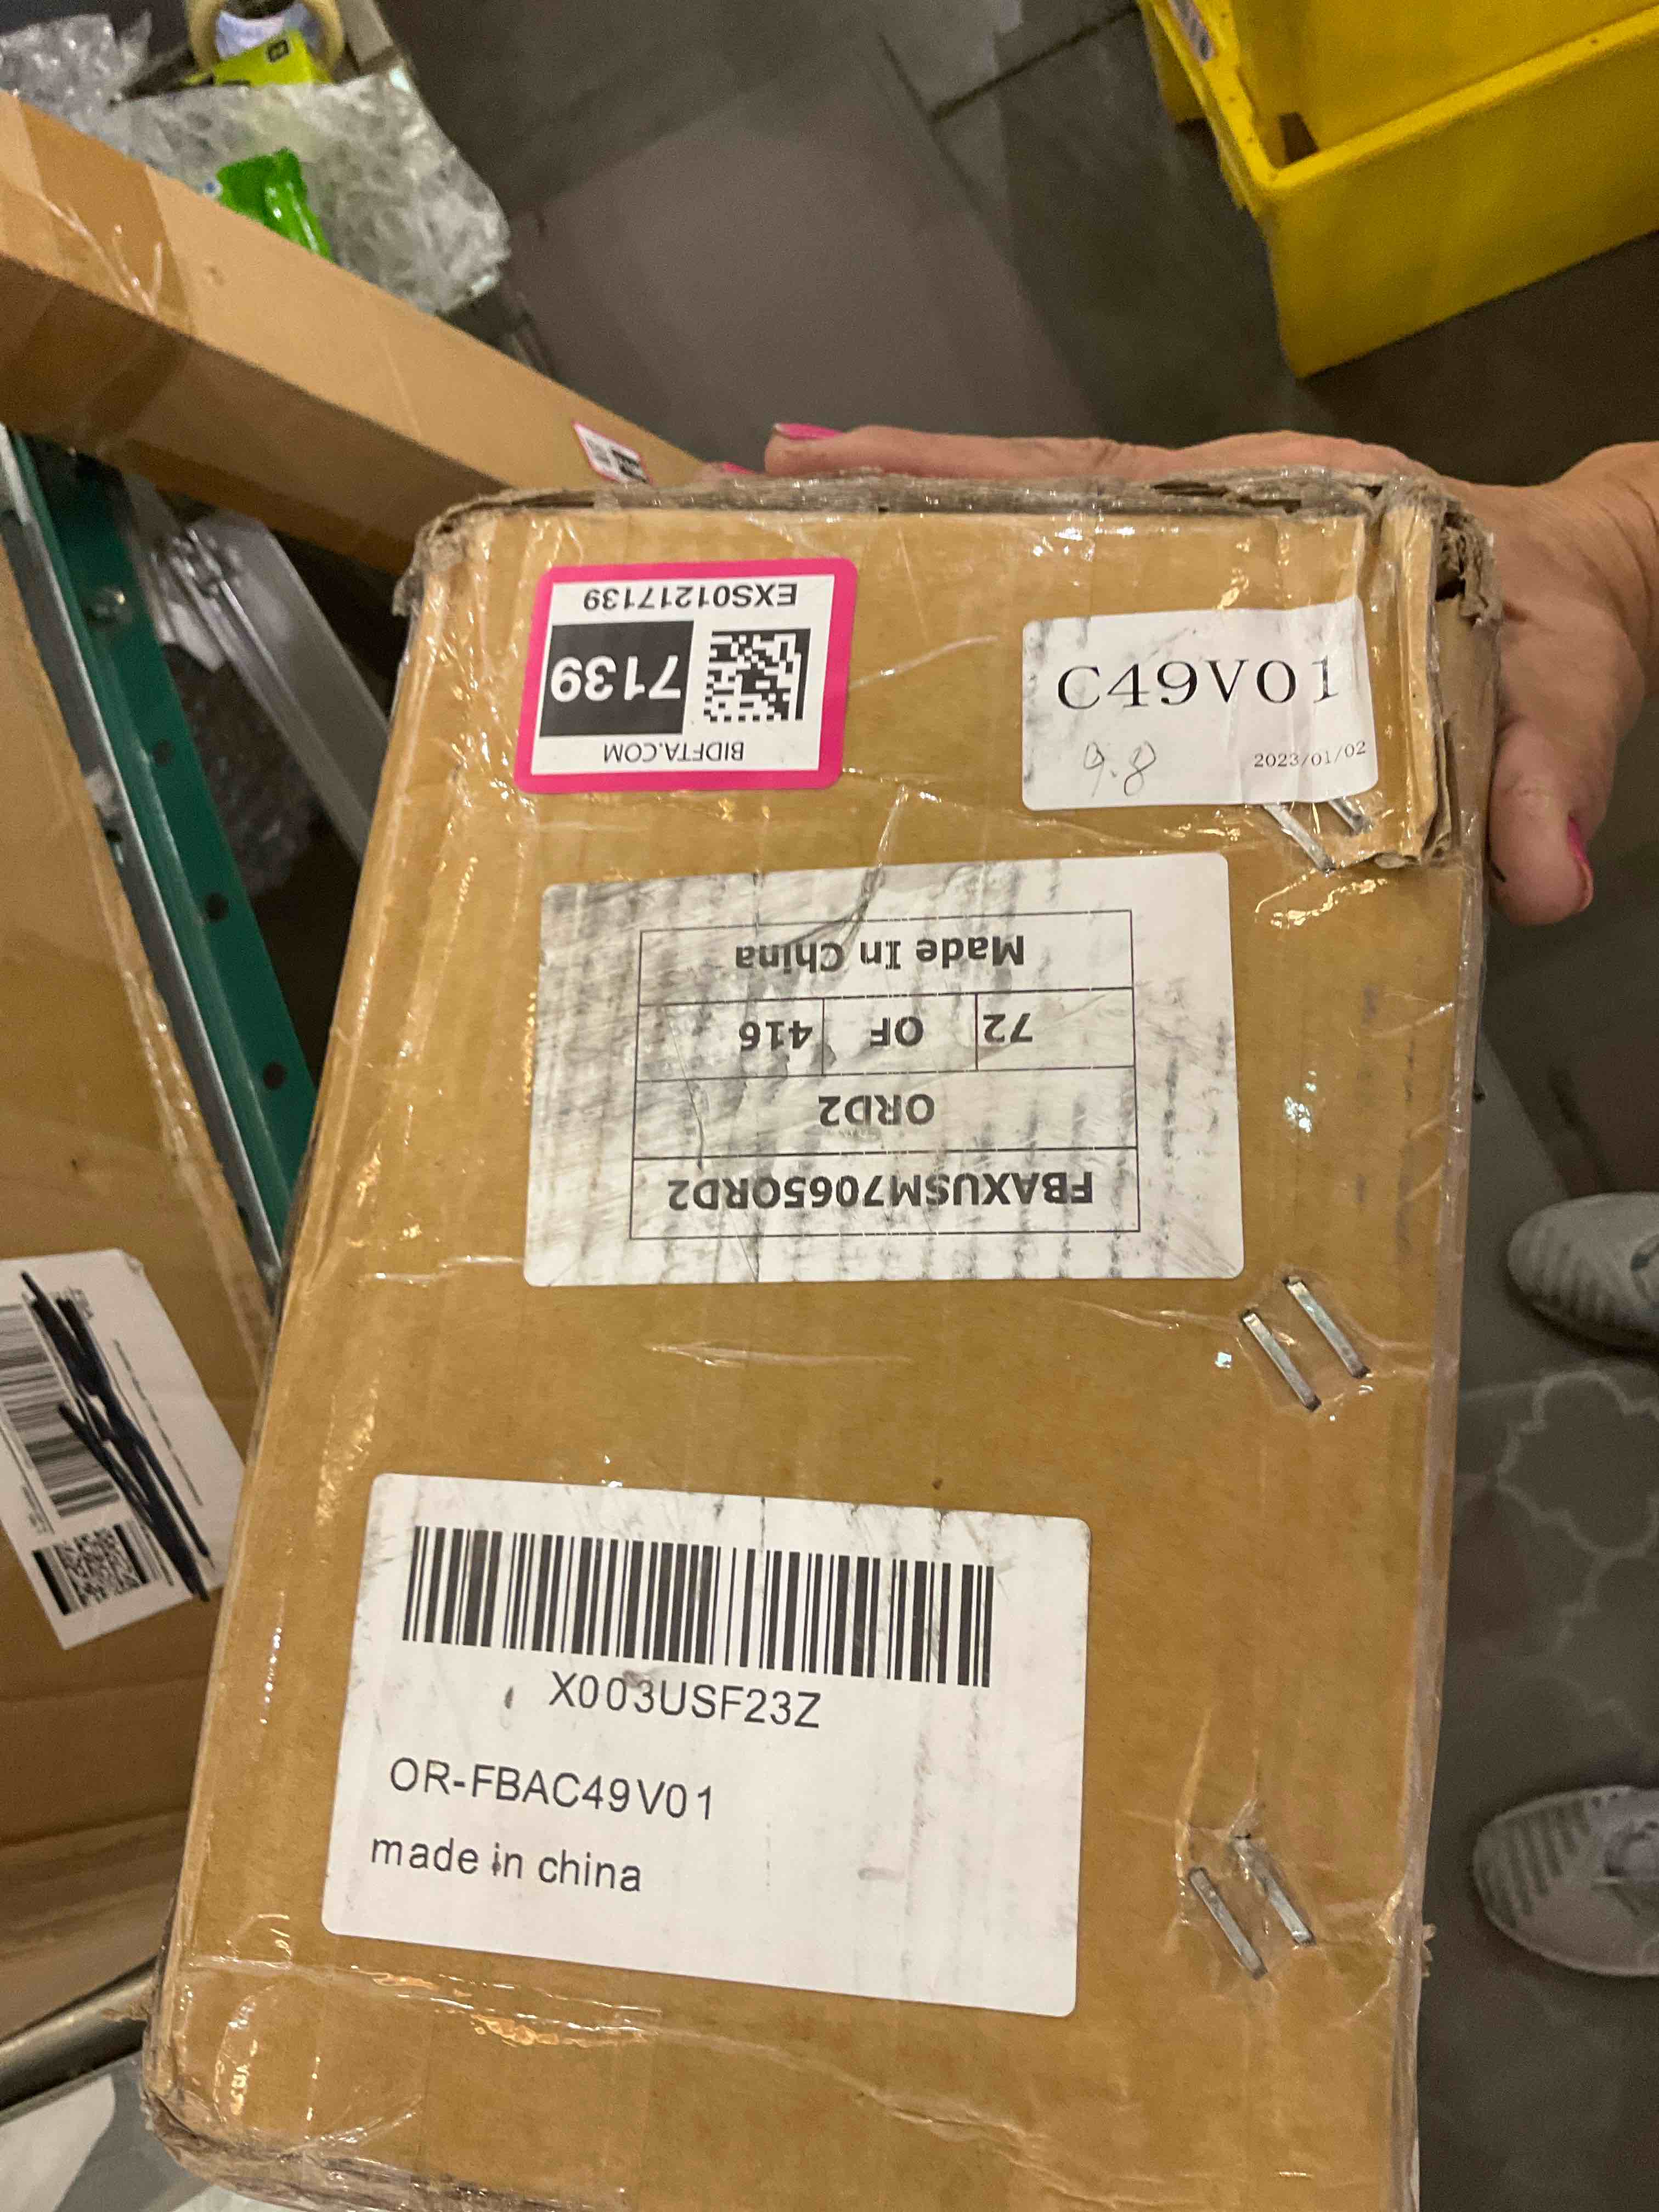 BIDFTA.COM
7139
EXS01217139
C49V01
9.8
2023/01/02
FBAXUSM7065ORD2
ORD2
72 OF 416
Made In China
X003USF23Z
OR-FBAC49V01
made in china